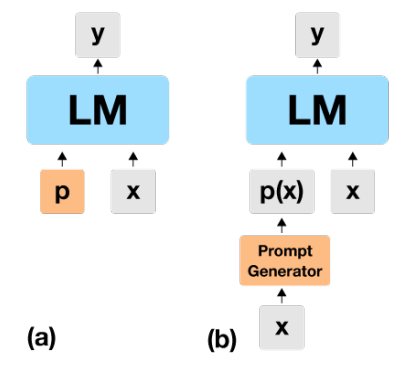 y
LM
p
x
(a)
y
LM
p(x)
x
Prompt
Generator
x
(b)